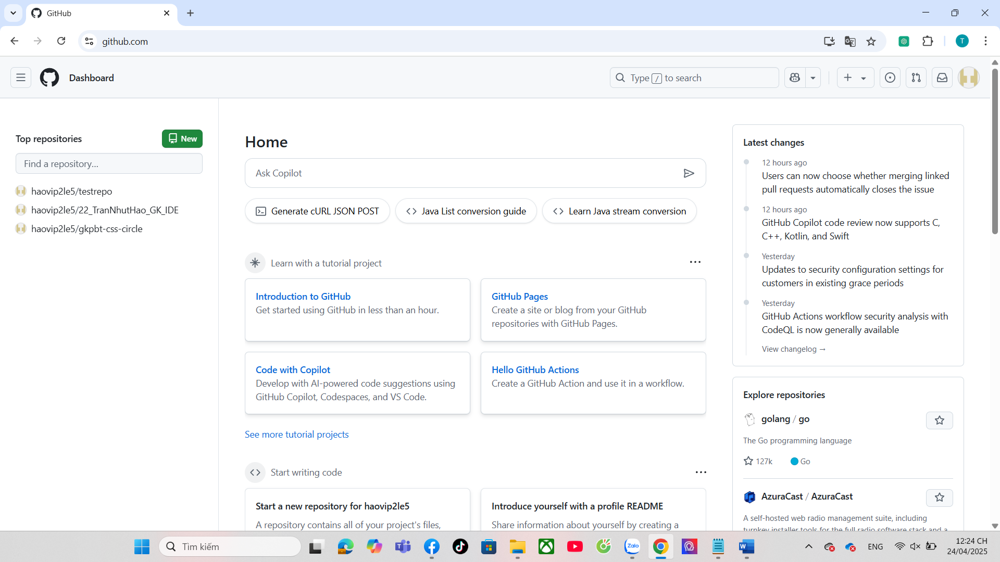 GitHub
github.com
T
Dashboard
Type / to search
Top repositories
New
Find a repository...
haovip2le5/testrepo
haovip2le5/22_TranNhutHao_GK_IDE
haovip2le5/gkpbt-css-circle
Home
Ask Copilot
Generate cURL JSON POST
Java List conversion guide
Learn Java stream conversion
Learn with a tutorial project
Introduction to GitHub
Get started using GitHub in less than an hour.
GitHub Pages
Create a site or blog from your GitHub
repositories with GitHub Pages.
Code with Copilot
Develop with AI-powered code suggestions using
GitHub Copilot, Codespaces, and VS Code.
Hello GitHub Actions
Create a GitHub Action and use it in a workflow.
See more tutorial projects
Start writing code
Start a new repository for haovip2le5
A repository contains all of your project's files,
Introduce yourself with a profile README
Share information about yourself by creating a
Latest changes
12 hours ago
Users can now choose whether merging linked
pull requests automatically closes the issue
12 hours ago
GitHub Copilot code review now supports C,
C++, Kotlin, and Swift
Yesterday
Updates to security configuration settings for
customers in existing grace periods
Yesterday
GitHub Actions workflow security analysis with
CodeQL is now generally available
View changelog →
Explore repositories
golang / go
The Go programming language
127k
Go
AzuraCast / AzuraCast
A self-hosted web radio management suite, including
turnkey installer tools for the full radio software stack and a
Tìm kiếm
Zalo
ENG
12:24 CH
24/04/2025